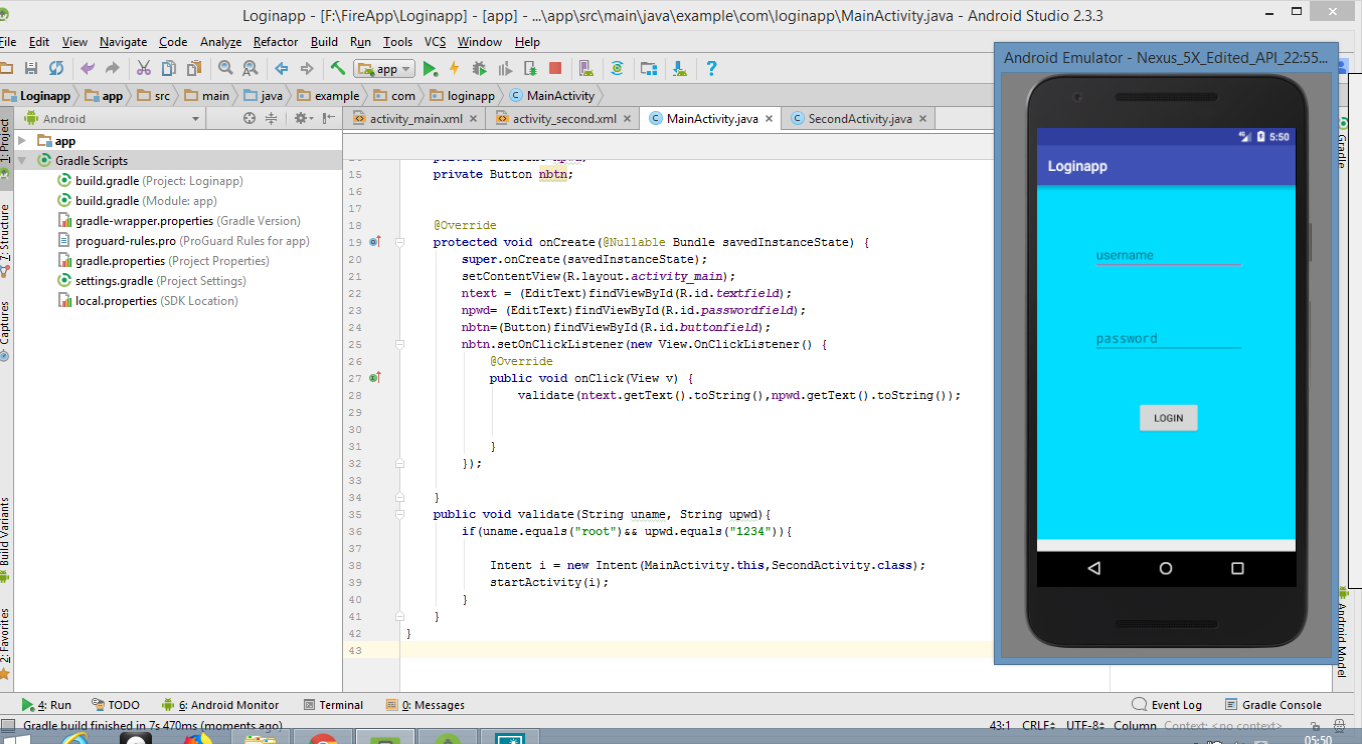 Loginapp - [F:\FireApp\Loginapp] - [app] - ...\app\src\main\java\example\com\loginapp\MainActivity.java - Android Studio 2.3.3
File Edit View Navigate Code Analyze Refactor Build Run Tools VCS Window Help
app
Loginapp app src main java example com loginapp MainActivity
Android
activity_main.xml activity_second.xml MainActivity.java SecondActivity.java
1: Project
7: Structure
Captures
Build Variants
2: Favorites
app
Gradle Scripts
build.gradle (Project: Loginapp)
build.gradle (Module: app)
gradle-wrapper.properties (Gradle Version)
proguard-rules.pro (ProGuard Rules for app)
gradle.properties (Project Properties)
settings.gradle (Project Settings)
local.properties (SDK Location)
15 private Button nbtn;
16
17
18 @Override
19 protected void onCreate(@Nullable Bundle savedInstanceState) {
20 super.onCreate(savedInstanceState);
21 setContentView(R.layout.activity_main);
22 ntext = (EditText)findViewById(R.id.textfield);
23 npwd= (EditText)findViewById(R.id.passwordfield);
24 nbtn=(Button)findViewById(R.id.buttonfield);
25 nbtn.setOnClickListener(new View.OnClickListener() {
26 @Override
27 public void onClick(View v) {
28 validate(ntext.getText().toString(),npwd.getText().toString());
29
30
31 }
32 });
33
34 }
35 public void validate(String uname, String upwd){
36 if(uname.equals("root")&& upwd.equals("1234")){
37
38 Intent i = new Intent(MainActivity.this,SecondActivity.class);
39 startActivity(i);
40 }
41 }
42 }
43
Android Emulator - Nexus_5X_Edited_API_22:55...
5:50
Loginapp
username
password
LOGIN
Gradle
Android Model
4: Run TODO 6: Android Monitor Terminal 0: Messages Event Log Gradle Console
Gradle build finished in 7s 470ms (moments ago) 43:1 CRLF UTF-8 Column Context: <no context>
05:50